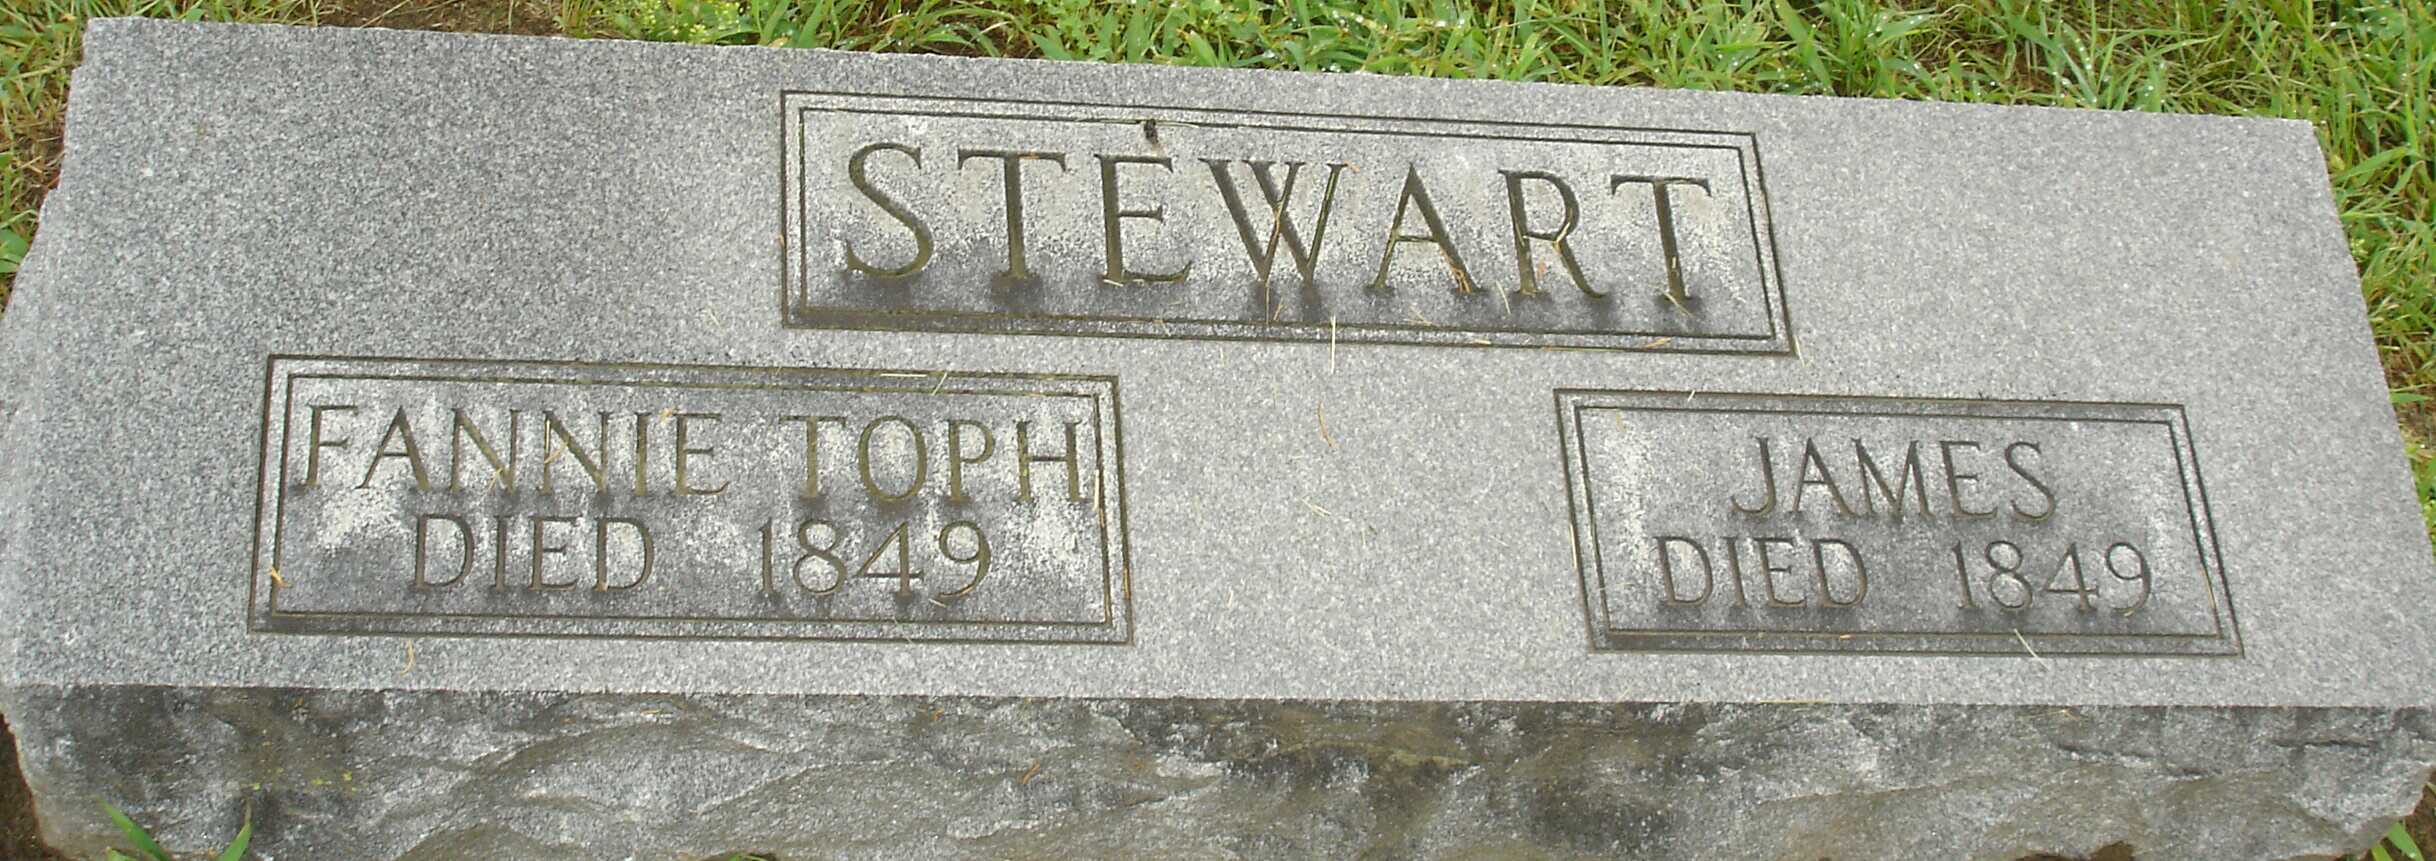 STEWART
FANNIE TOPH
DIED 1849
JAMES
DIED 1849